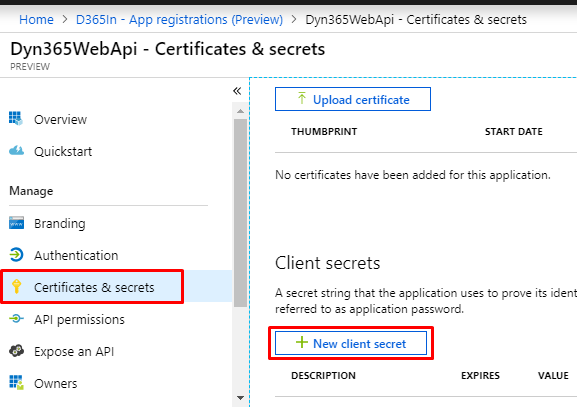 Home > D365In - App registrations (Preview) > Dyn365WebApi - Certificates & secrets
Dyn365WebApi - Certificates & secrets
PREVIEW
«
Overview
Quickstart
Manage
Branding
Authentication
Certificates & secrets
API permissions
Expose an API
Owners
Upload certificate
THUMBPRINT START DATE
No certificates have been added for this application.
Client secrets
A secret string that the application uses to prove its ident
referred to as application password.
New client secret
DESCRIPTION EXPIRES VALUE